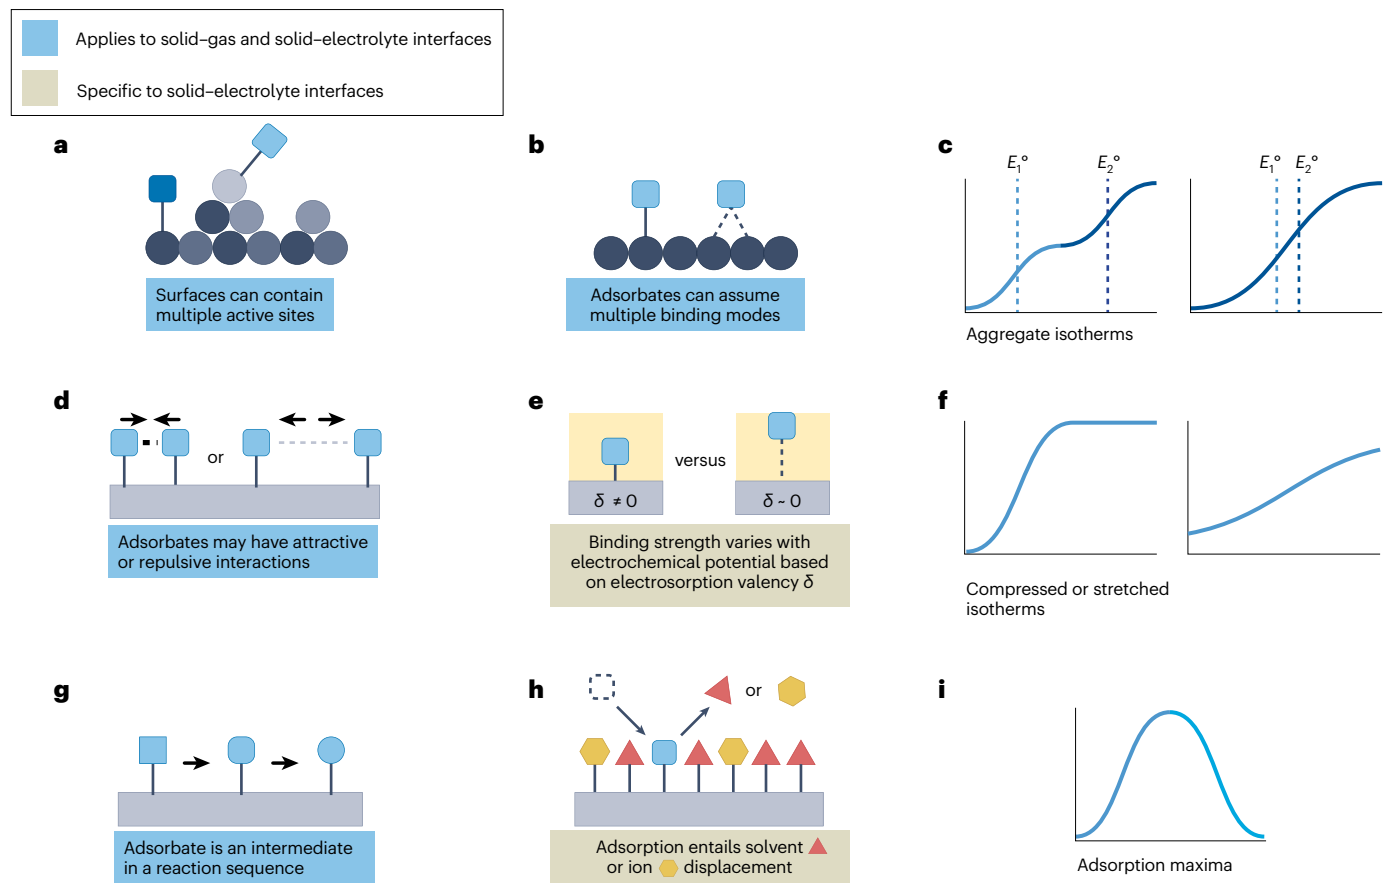 Applies to solid–gas and solid–electrolyte interfaces
Specific to solid–electrolyte interfaces
a
Surfaces can contain
multiple active sites
b
Adsorbates can assume
multiple binding modes
c
E₁° E₂°
E₁° E₂°
Aggregate isotherms
d
or
Adsorbates may have attractive
or repulsive interactions
e
δ ≠ 0
versus
δ ~ 0
Binding strength varies with
electrochemical potential based
on electrosorption valency δ
f
Compressed or stretched
isotherms
g
Adsorbate is an intermediate
in a reaction sequence
h
or
Adsorption entails solvent
or ion displacement
i
Adsorption maxima